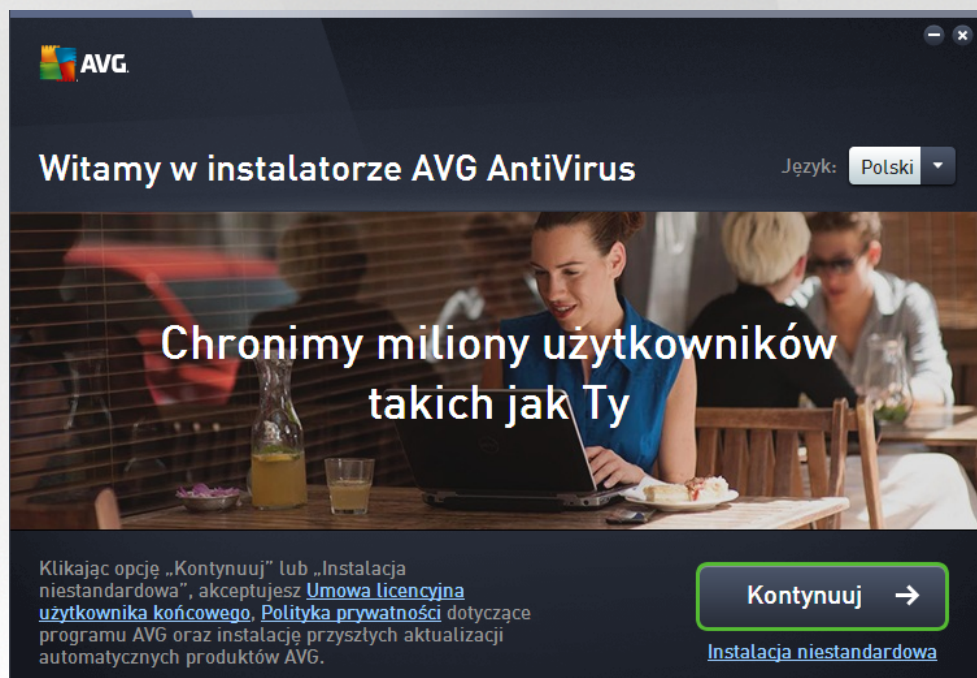 AVG.
Witamy w instalatorze AVG AntiVirus
Język: Polski
Chronimy miliony użytkowników
takich jak Ty
Klikając opcję „Kontynuuj” lub „Instalacja
niestandardowa”, akceptujesz Umowa licencyjna
użytkownika końcowego, Polityka prywatności dotyczące
programu AVG oraz instalację przyszłych aktualizacji
automatycznych produktów AVG.
Kontynuuj →
Instalacja niestandardowa